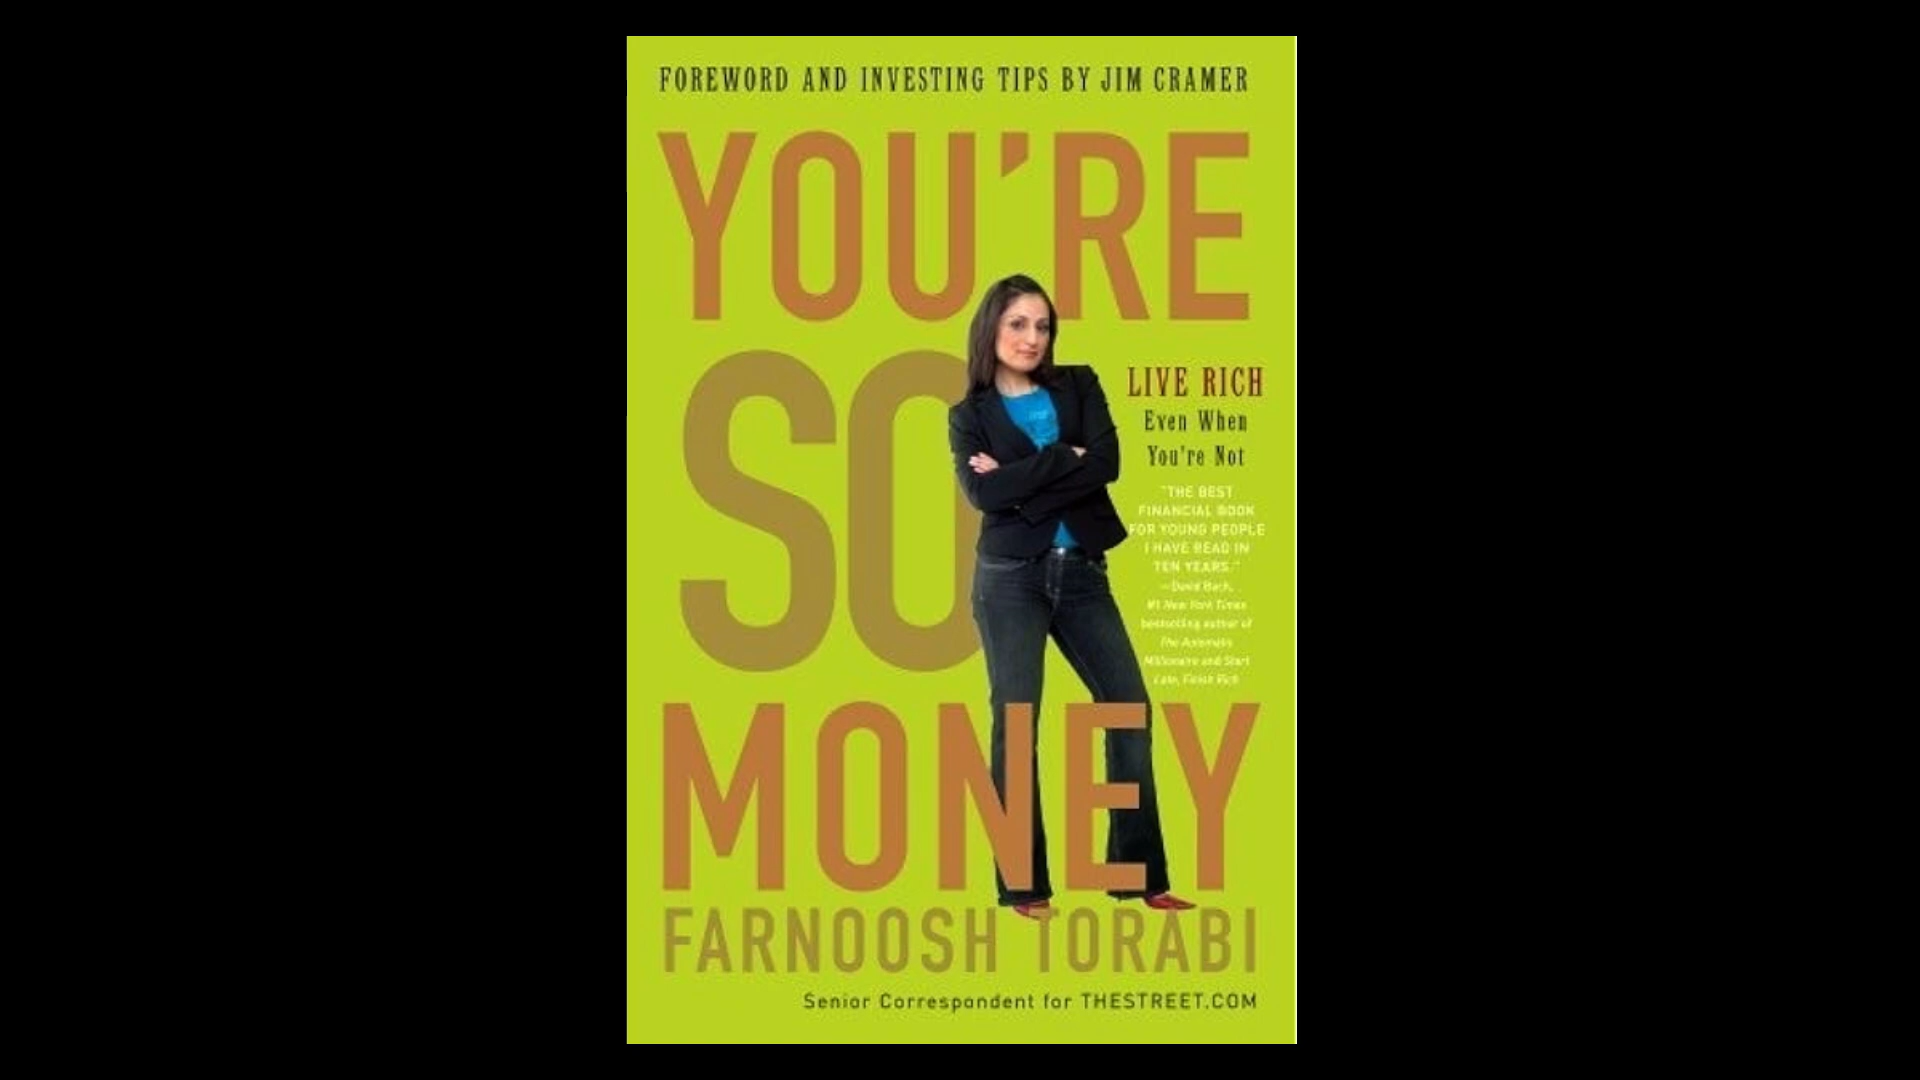 FOREWORD AND INVESTING TIPS BY JIM CRAMER
YOU'RE
SO
MONEY
LIVE RICH
Even When
You're Not
"THE BEST
FINANCIAL BOOK
FOR YOUNG PEOPLE
I HAVE READ IN
TEN YEARS."
—David Bach,
#1 New York Times
bestselling author of
The Automatic
Millionaire and Start
Late, Finish Rich
FARNOOSH TORABI
Senior Correspondent for THESTREET.COM